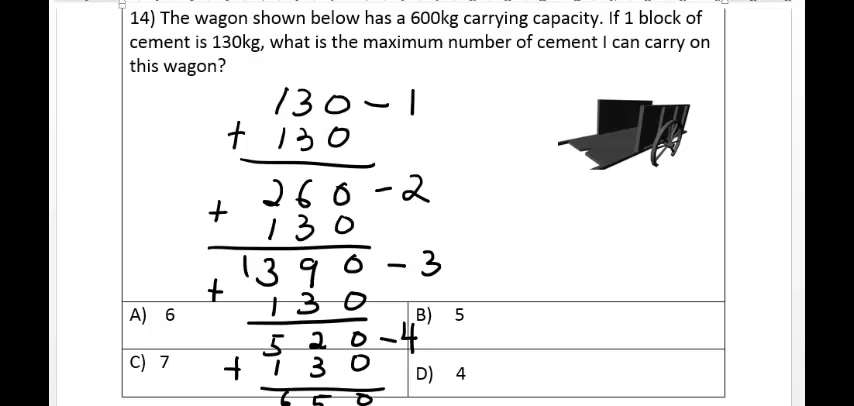 14) The wagon shown below has a 600kg carrying capacity. If 1 block of
cement is 130kg, what is the maximum number of cement I can carry on
this wagon?
130 - 1
+ 130
260 - 2
+ 130
1390 - 3
+ 130
A) 6
B) 5
520 - 4
C) 7
+ 130
D) 4
650